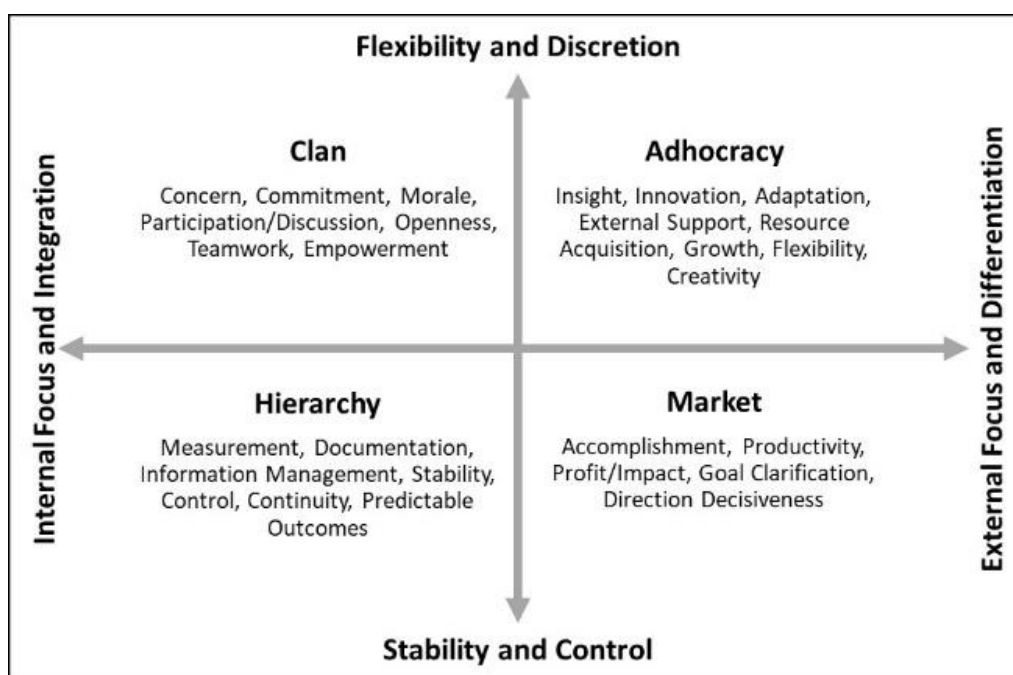 Flexibility and Discretion
Internal Focus and Integration
Clan
Concern, Commitment, Morale,
Participation/Discussion, Openness,
Teamwork, Empowerment
Adhocracy
Insight, Innovation, Adaptation,
External Support, Resource
Acquisition, Growth, Flexibility,
Creativity
External Focus and Differentiation
Hierarchy
Measurement, Documentation,
Information Management, Stability,
Control, Continuity, Predictable
Outcomes
Market
Accomplishment, Productivity,
Profit/Impact, Goal Clarification,
Direction Decisiveness
Stability and Control